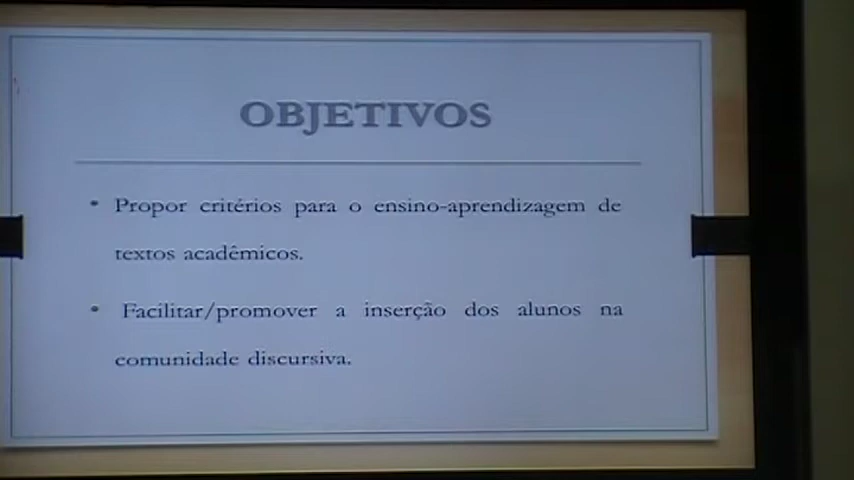 OBJETIVOS
• Propor critérios para o ensino-aprendizagem de
textos acadêmicos.
• Facilitar/promover a inserção dos alunos na
comunidade discursiva.